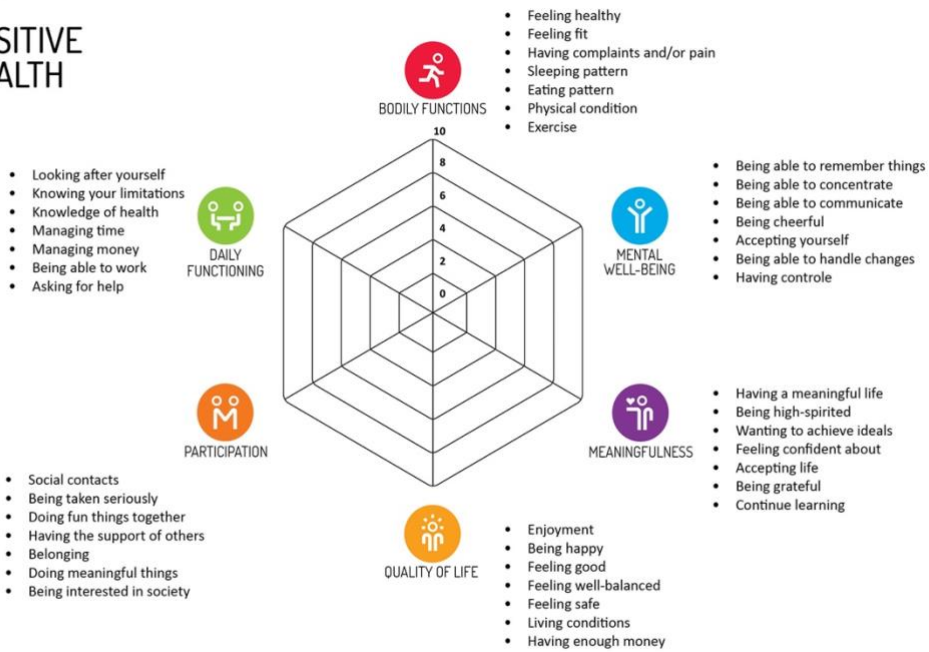 SITIVE
ALTH
BODILY FUNCTIONS
• Feeling healthy
• Feeling fit
• Having complaints and/or pain
• Sleeping pattern
• Eating pattern
• Physical condition
• Exercise
10
8
6
4
2
0
MENTAL
WELL-BEING
• Being able to remember things
• Being able to concentrate
• Being able to communicate
• Being cheerful
• Accepting yourself
• Being able to handle changes
• Having controle
MEANINGFULNESS
• Having a meaningful life
• Being high-spirited
• Wanting to achieve ideals
• Feeling confident about
• Accepting life
• Being grateful
• Continue learning
QUALITY OF LIFE
• Enjoyment
• Being happy
• Feeling good
• Feeling well-balanced
• Feeling safe
• Living conditions
• Having enough money
PARTICIPATION
• Social contacts
• Being taken seriously
• Doing fun things together
• Having the support of others
• Belonging
• Doing meaningful things
• Being interested in society
DAILY
FUNCTIONING
• Looking after yourself
• Knowing your limitations
• Knowledge of health
• Managing time
• Managing money
• Being able to work
• Asking for help